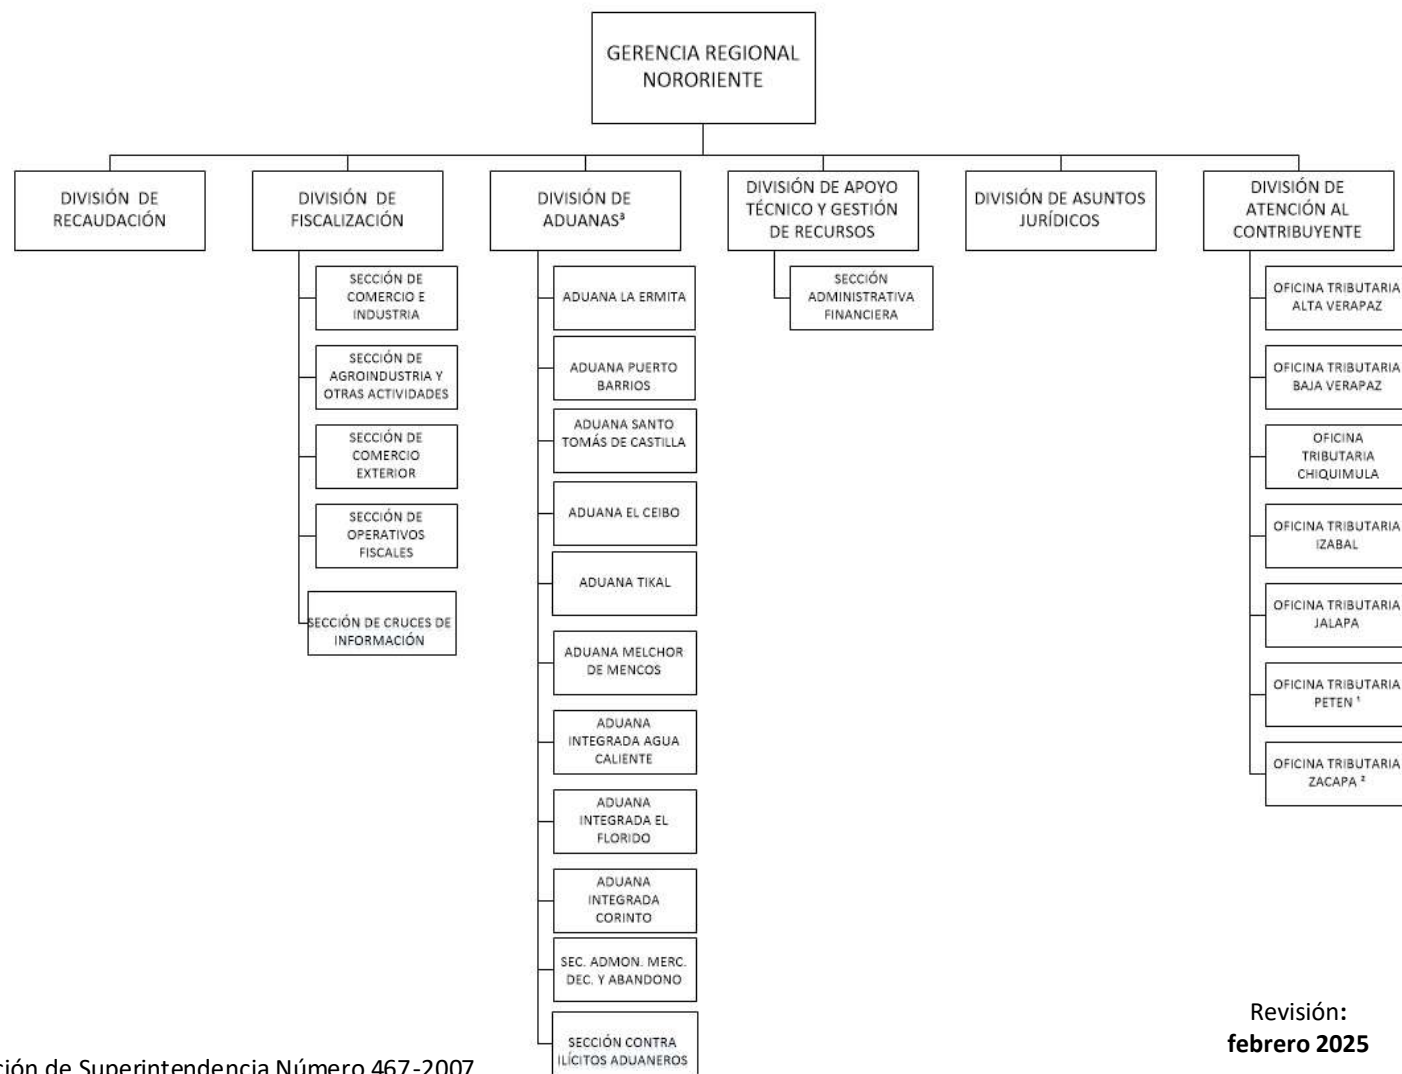 GERENCIA REGIONAL
NORORIENTE
DIVISIÓN DE
RECAUDACIÓN
DIVISIÓN DE
FISCALIZACIÓN
SECCIÓN DE
COMERCIO E
INDUSTRIA
SECCIÓN DE
AGROINDUSTRIA Y
OTRAS ACTIVIDADES
SECCIÓN DE
COMERCIO
EXTERIOR
SECCIÓN DE
OPERATIVOS
FISCALES
SECCIÓN DE CRUCES DE
INFORMACIÓN
DIVISIÓN DE
ADUANAS³
ADUANA LA ERMITA
ADUANA PUERTO
BARRIOS
ADUANA SANTO
TOMÁS DE CASTILLA
ADUANA EL CEIBO
ADUANA TIKAL
ADUANA MELCHOR
DE MENCOS
ADUANA
INTEGRADA AGUA
CALIENTE
ADUANA
INTEGRADA EL
FLORIDO
ADUANA
INTEGRADA
CORINTO
SEC. ADMON. MERC.
DEC. Y ABANDONO
SECCIÓN CONTRA
ILÍCITOS ADUANEROS
DIVISIÓN DE APOYO
TÉCNICO Y GESTIÓN
DE RECURSOS
SECCIÓN
ADMINISTRATIVA
FINANCIERA
DIVISIÓN DE ASUNTOS
JURÍDICOS
DIVISIÓN DE
ATENCIÓN AL
CONTRIBUYENTE
OFICINA TRIBUTARIA
ALTA VERAPAZ
OFICINA TRIBUTARIA
BAJA VERAPAZ
OFICINA
TRIBUTARIA
CHIQUIMULA
OFICINA TRIBUTARIA
IZABAL
OFICINA TRIBUTARIA
JALAPA
OFICINA TRIBUTARIA
PETEN ¹
OFICINA TRIBUTARIA
ZACAPA ²
Revisión:
febrero 2025
ción de Superintendencia Número 467-2007